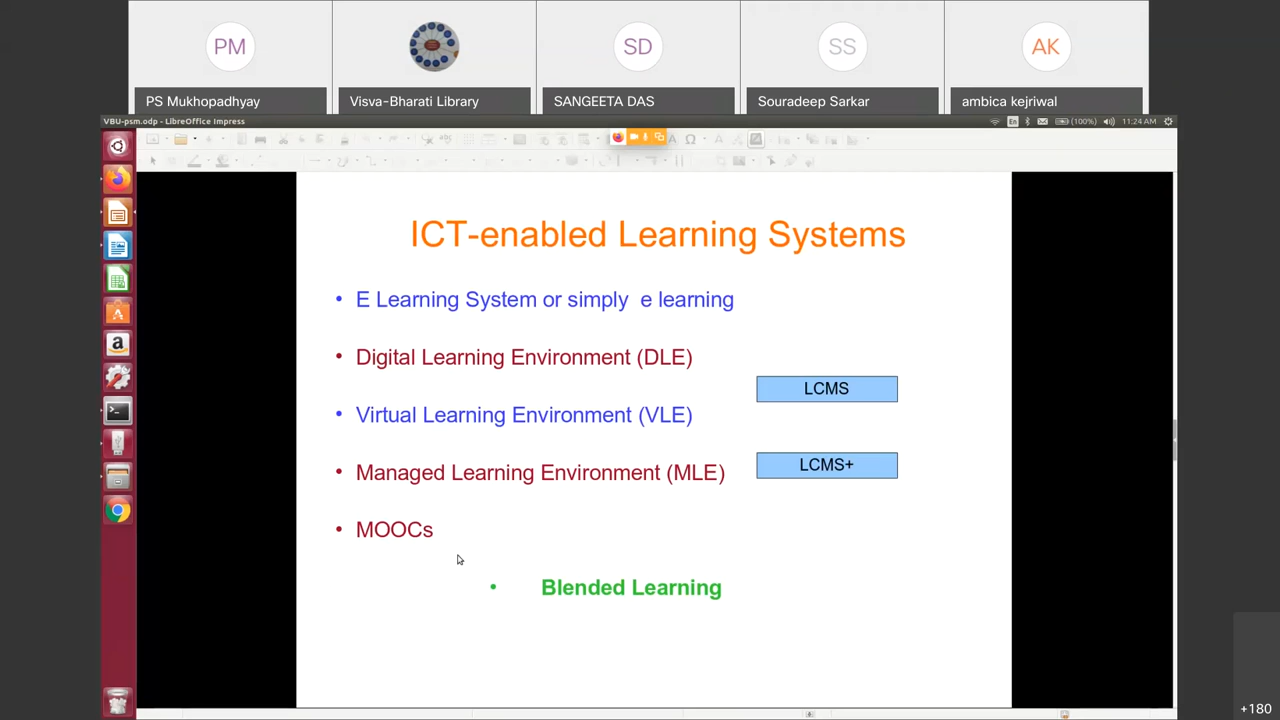 PM
SD
SS
AK
PS Mukhopadhyay
Visva-Bharati Library
SANGEETA DAS
Souradeep Sarkar
ambica kejriwal
VBU-psm.odp - LibreOffice Impress
En
(100%)
11:24 AM
ICT-enabled Learning Systems
• E Learning System or simply e learning
• Digital Learning Environment (DLE)
LCMS
• Virtual Learning Environment (VLE)
LCMS+
• Managed Learning Environment (MLE)
• MOOCs
• Blended Learning
+180